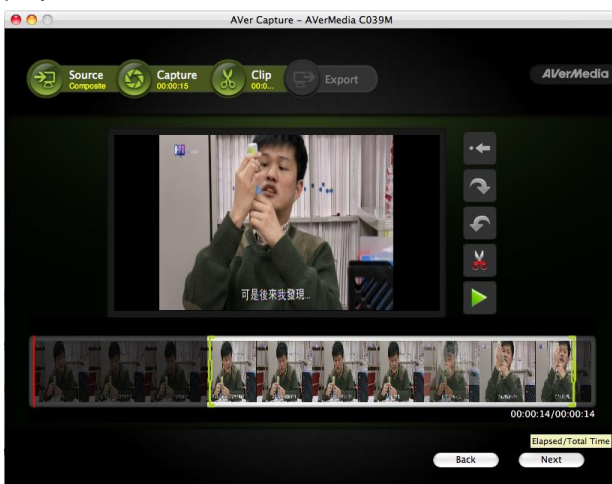 AVer Capture – AVerMedia C039M
Source
Composite
Capture
00:00:15
Clip
00:0...
Export
AVerMedia
可是後來我發現...
00:00:14/00:00:14
Elapsed/Total Time
Back
Next